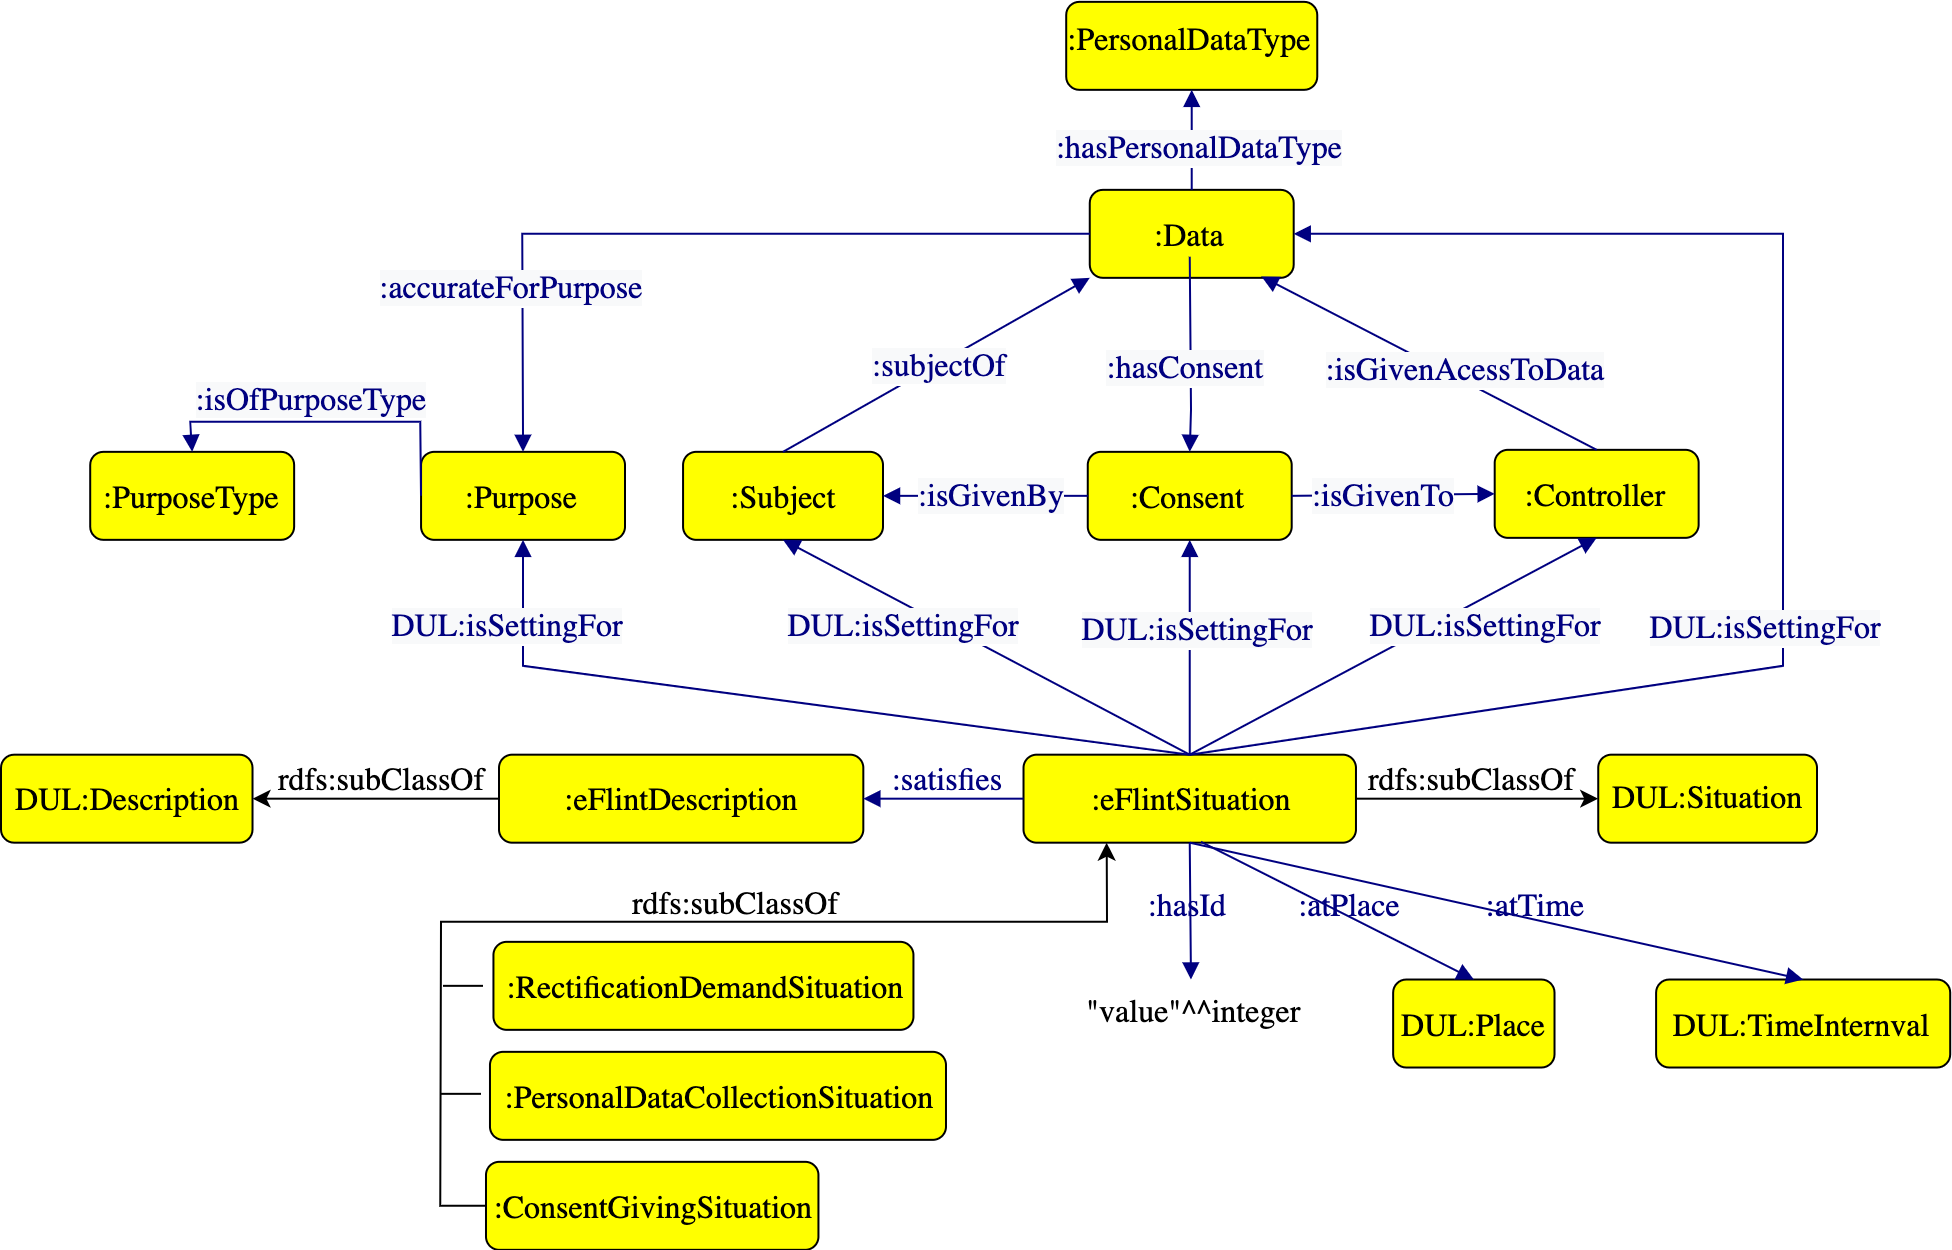 :PersonalDataType
:hasPersonalDataType
:Data
:accurateForPurpose
:subjectOf
:hasConsent
:isGivenAcessToData
:isOfPurposeType
:PurposeType
:Purpose
:Subject
:isGivenBy
:Consent
:isGivenTo
:Controller
DUL:isSettingFor
DUL:isSettingFor
DUL:isSettingFor
DUL:isSettingFor
DUL:isSettingFor
DUL:Description
rdfs:subClassOf
:eFlintDescription
:satisfies
:eFlintSituation
rdfs:subClassOf
DUL:Situation
rdfs:subClassOf
:hasId
:atPlace
:atTime
:RectificationDemandSituation
"value"^^integer
DUL:Place
DUL:TimeInternval
:PersonalDataCollectionSituation
:ConsentGivingSituation